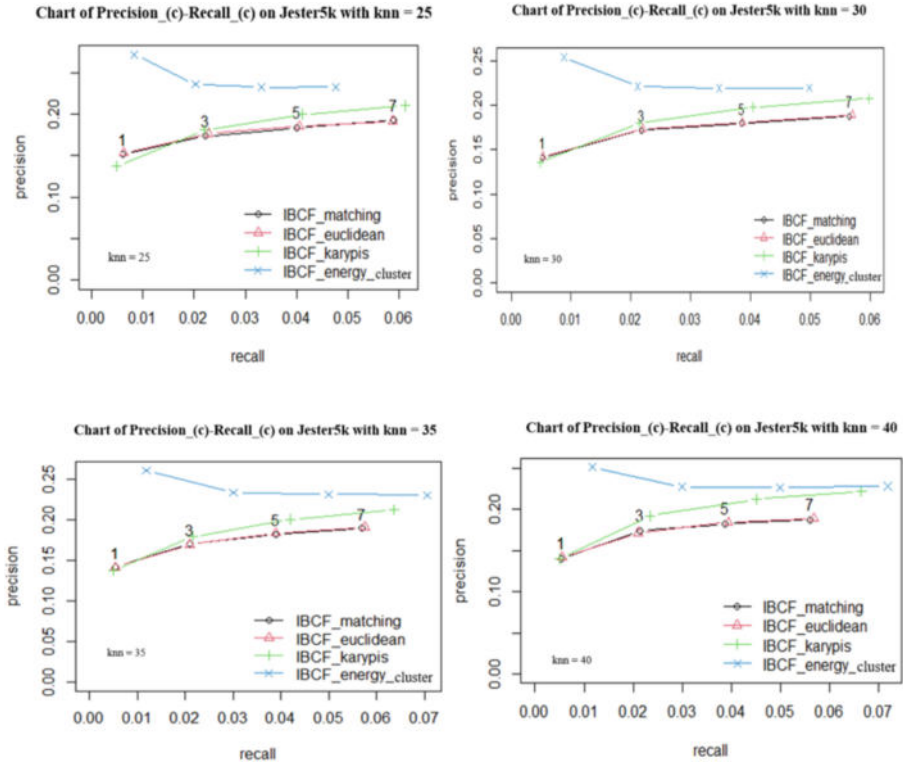 Chart of Precision_(c)-Recall_(c) on Jester5k with knn = 25
precision
0.00 0.10 0.20
1 3 5 7
IBCF_matching
IBCF_euclidean
IBCF_karypis
IBCF_energy_cluster
knn = 25
0.00 0.01 0.02 0.03 0.04 0.05 0.06
recall
Chart of Precision_(c)-Recall_(c) on Jester5k with knn = 30
precision
0.00 0.05 0.10 0.15 0.20 0.25
1 3 5 7
IBCF_matching
IBCF_euclidean
IBCF_karypis
IBCF_energy_cluster
knn = 30
0.00 0.01 0.02 0.03 0.04 0.05 0.06
recall
Chart of Precision_(c)-Recall_(c) on Jester5k with knn = 35
precision
0.00 0.05 0.10 0.15 0.20 0.25
1 3 5 7
IBCF_matching
IBCF_euclidean
IBCF_karypis
IBCF_energy_cluster
knn = 35
0.00 0.01 0.02 0.03 0.04 0.05 0.06 0.07
recall
Chart of Precision_(c)-Recall_(c) on Jester5k with knn = 40
precision
0.00 0.10 0.20
1 3 5 7
IBCF_matching
IBCF_euclidean
IBCF_karypis
IBCF_energy_cluster
knn = 40
0.00 0.01 0.02 0.03 0.04 0.05 0.06 0.07
recall